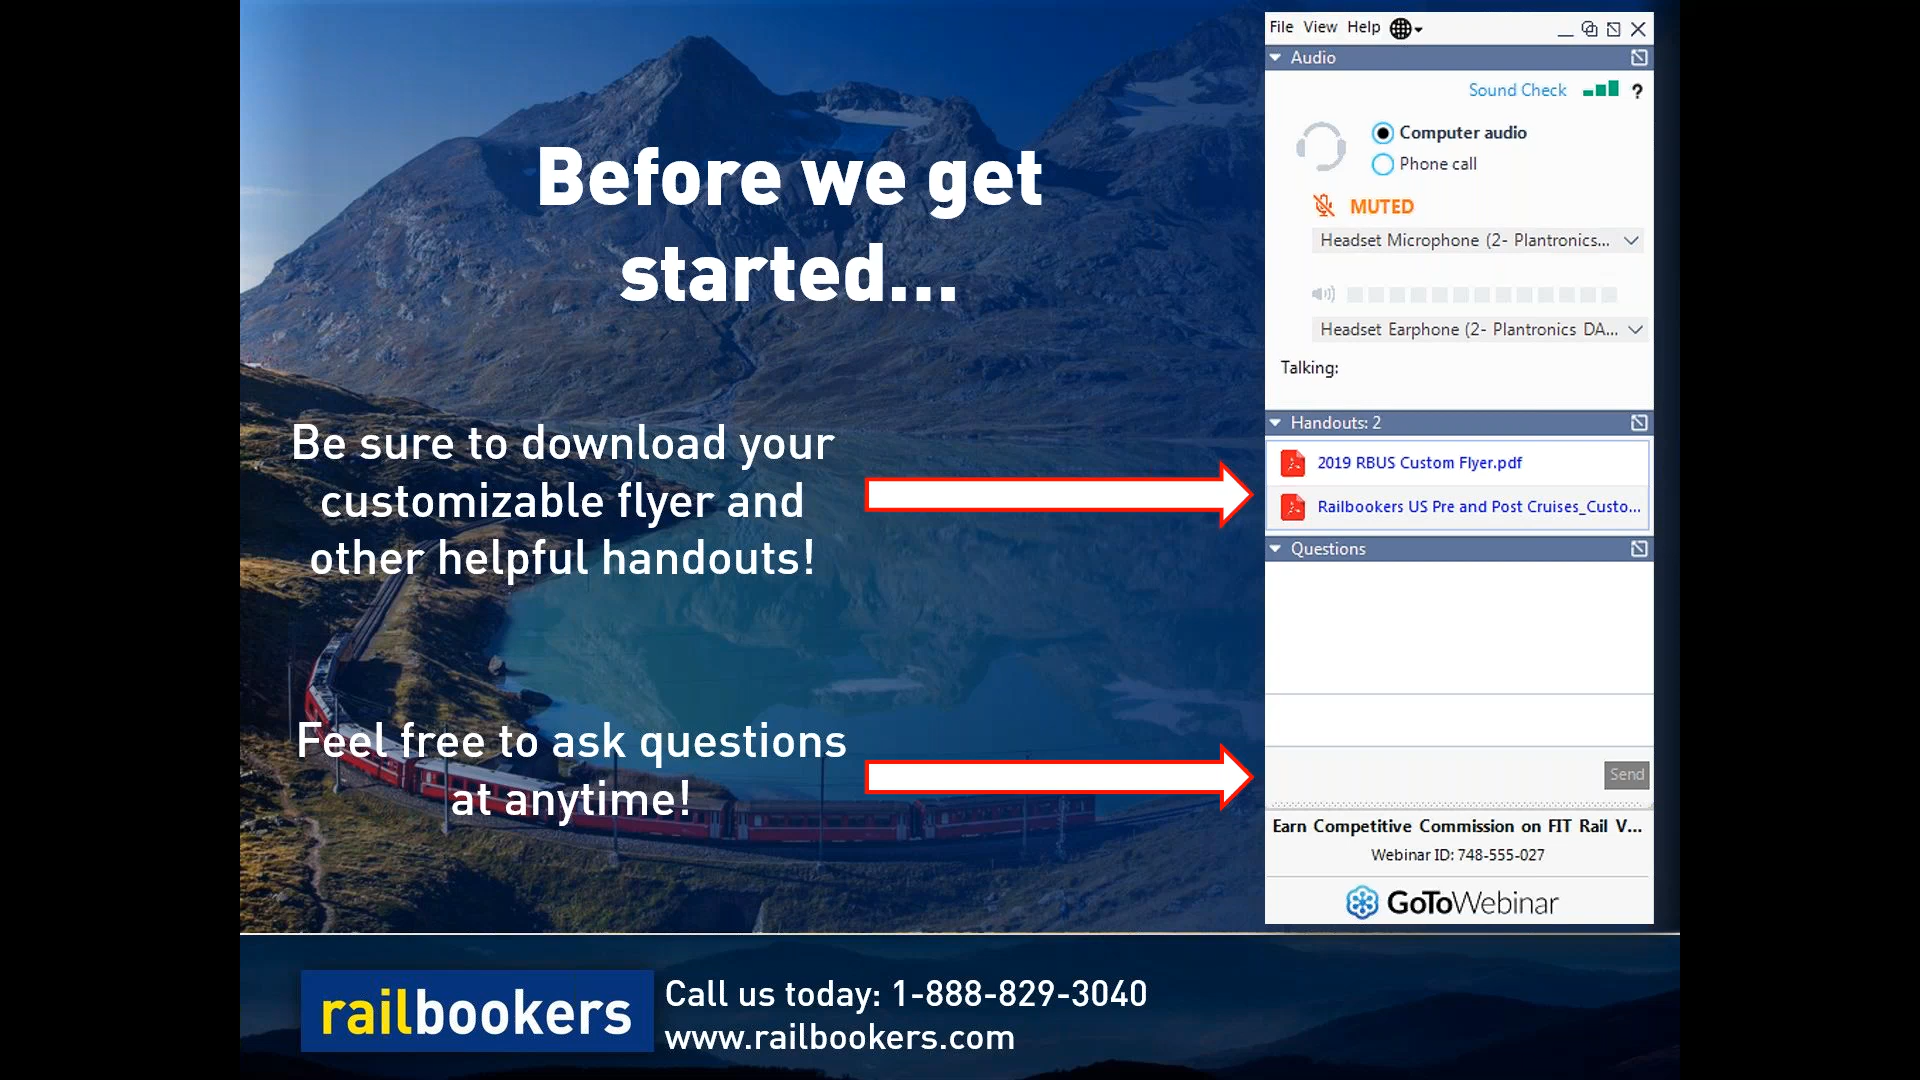 Before we get
started...
Be sure to download your
customizable flyer and
other helpful handouts!
Feel free to ask questions
at anytime!
File View Help
Audio
Sound Check ?
Computer audio
Phone call
MUTED
Headset Microphone (2- Plantronics...
Headset Earphone (2- Plantronics DA...
Talking:
Handouts: 2
2019 RBUS Custom Flyer.pdf
Railbookers US Pre and Post Cruises_Custo...
Questions
Send
Earn Competitive Commission on FIT Rail V...
Webinar ID: 748-555-027
GoToWebinar
railbookers
Call us today: 1-888-829-3040
www.railbookers.com